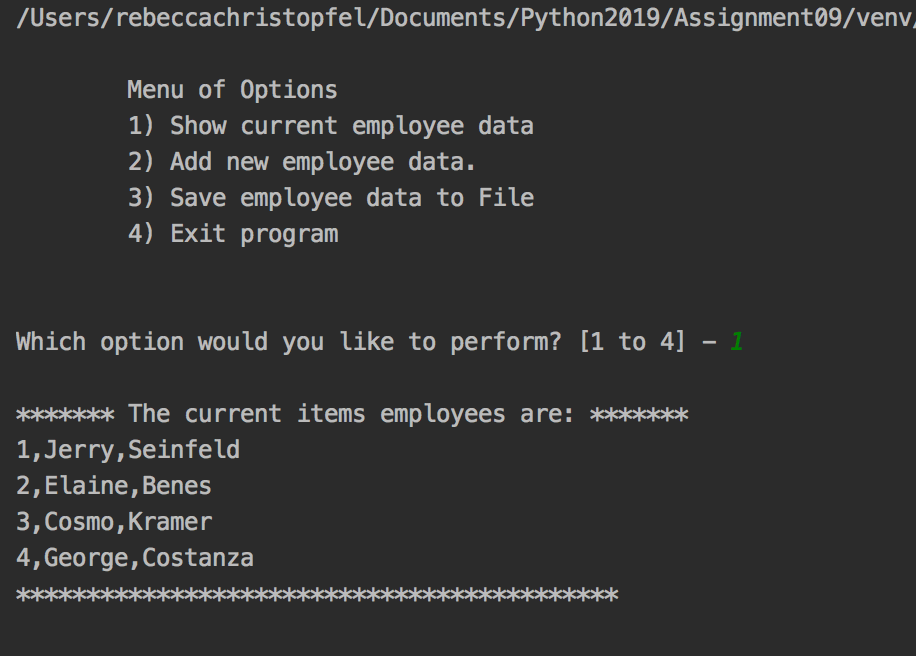 /Users/rebeccachristopfel/Documents/Python2019/Assignment09/venv/
Menu of Options
1) Show current employee data
2) Add new employee data.
3) Save employee data to File
4) Exit program
Which option would you like to perform? [1 to 4] - 1
******* The current items employees are: *******
1,Jerry,Seinfeld
2,Elaine,Benes
3,Cosmo,Kramer
4,George,Costanza
*******************************************